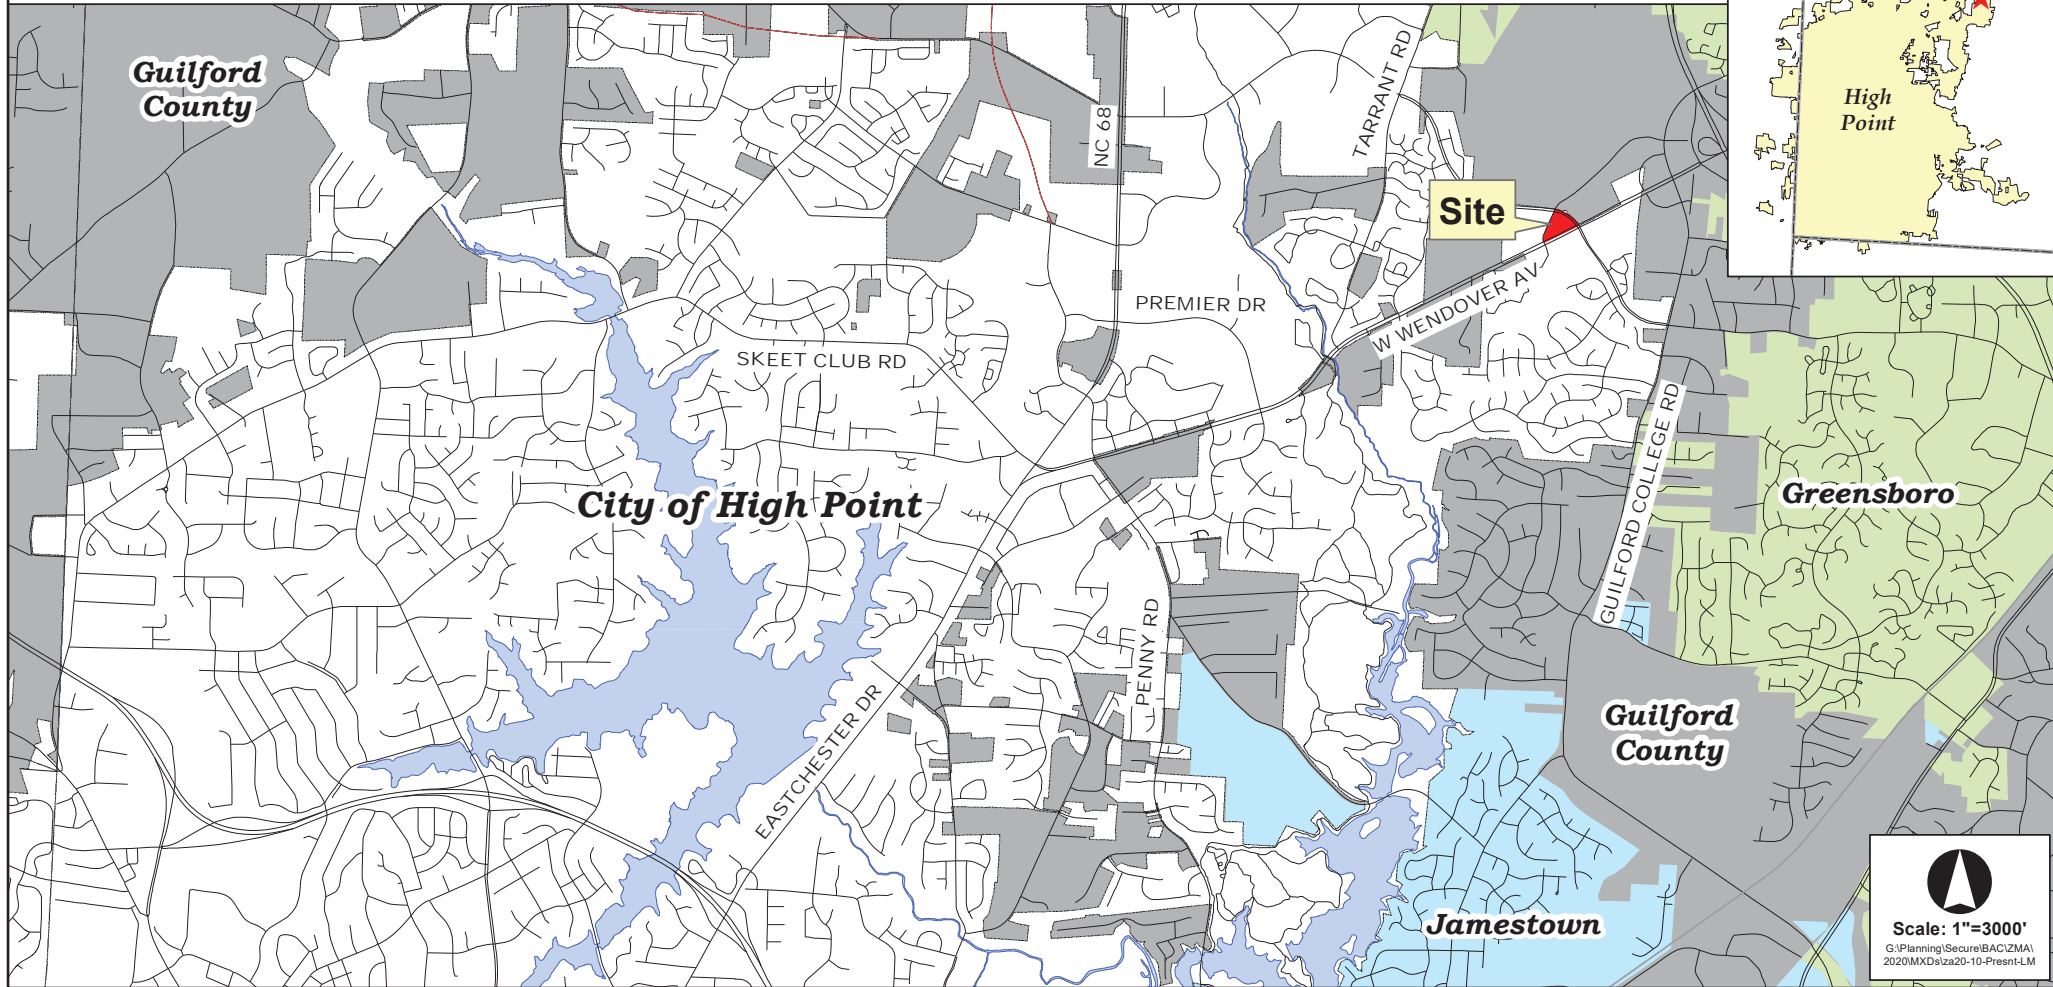 Guilford
County
NC 68
TARRANT RD
High
Point
Site
PREMIER DR
W WENDOVER AV
SKEET CLUB RD
GUILFORD COLLEGE RD
City of High Point
Greensboro
PENNY RD
EASTCHESTER DR
Guilford
County
Jamestown
Scale: 1"=3000'
G:\Planning\Secure\BAC\ZMA\
2020\MXDs\za20-10-Presnt-LM